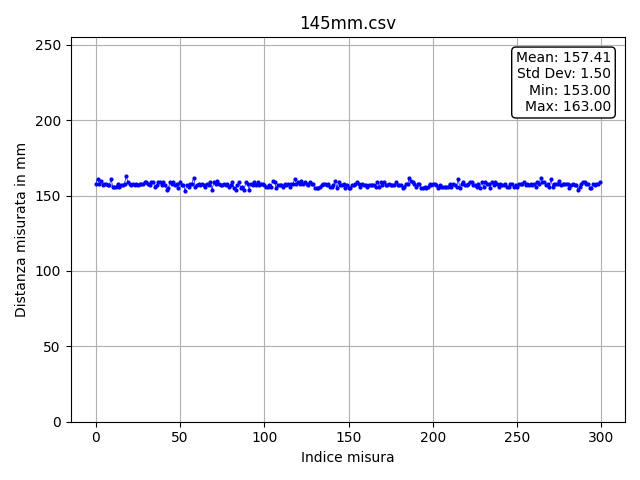 145mm.csv
Mean: 157.41
Std Dev: 1.50
Min: 153.00
Max: 163.00
Distanza misurata in mm
250
200
150
100
50
0
0 50 100 150 200 250 300
Indice misura